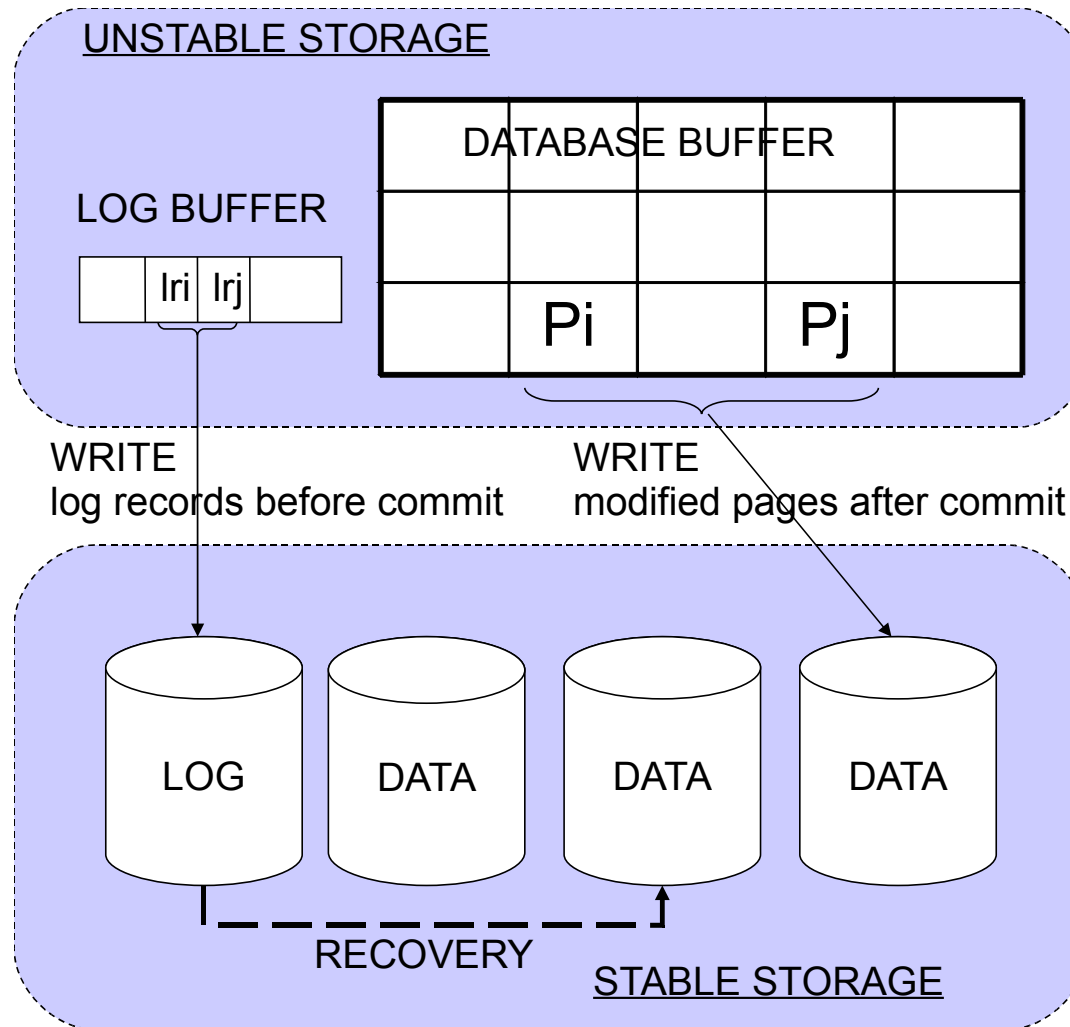 UNSTABLE STORAGE
DATABASE BUFFER
LOG BUFFER
lri lrj
Pi Pj
WRITE
log records before commit
WRITE
modified pages after commit
LOG DATA DATA DATA
RECOVERY
STABLE STORAGE